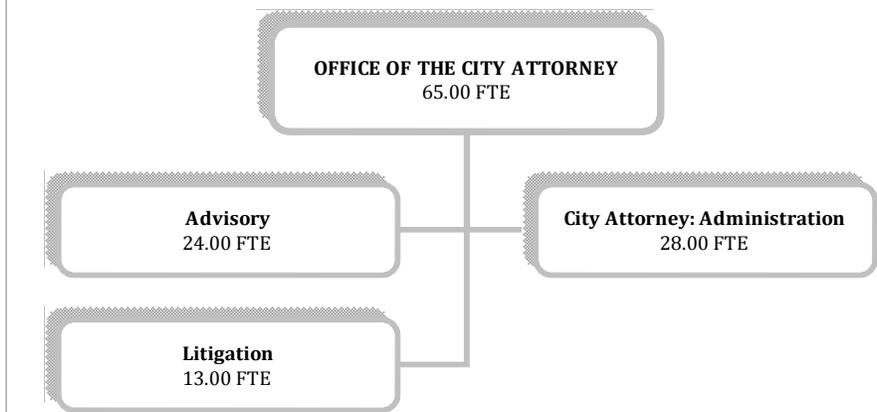 OFFICE OF THE CITY ATTORNEY
65.00 FTE
Advisory
24.00 FTE
City Attorney: Administration
28.00 FTE
Litigation
13.00 FTE